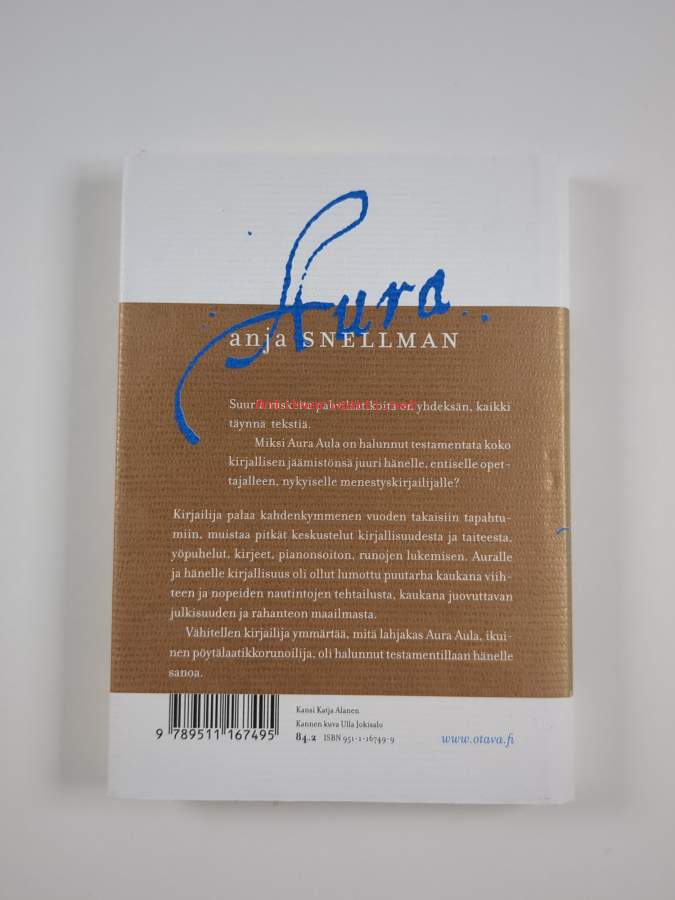 Aura
anja SNELLMAN
Suuria ruskeita pahvilaatikoita on yhdeksän, kaikki
täynnä tekstiä.
Miksi Aura Aula on halunnut testamentata koko
kirjallisen jäämistönsä juuri hänelle, entiselle opet-
tajalleen, nykyiselle menestyskirjailijalle?
Kirjailija palaa kahdenkymmenen vuoden takaisiin tapahtu-
miin, muistaa pitkät keskustelut kirjallisuudesta ja taiteesta,
yöpuhelut, kirjeet, pianonsoiton, runojen lukemisen. Auralle
ja hänelle kirjallisuus oli ollut lumottu puutarha kaukana viih-
teen ja nopeiden nautintojen tehtailusta, kaukana juovuttavan
julkisuuden ja rahanteon maailmasta.
Vähitellen kirjailija ymmärtää, mitä lahjakas Aura Aula, ikui-
nen pöytälaatikkorunoilija, oli halunnut testamentillaan hänelle
sanoa.
Kansi Katja Alanen
Kannen kuva Ulla Jokisalo
84.2 ISBN 951-1-16749-9
www.otava.fi
9 789511 167495